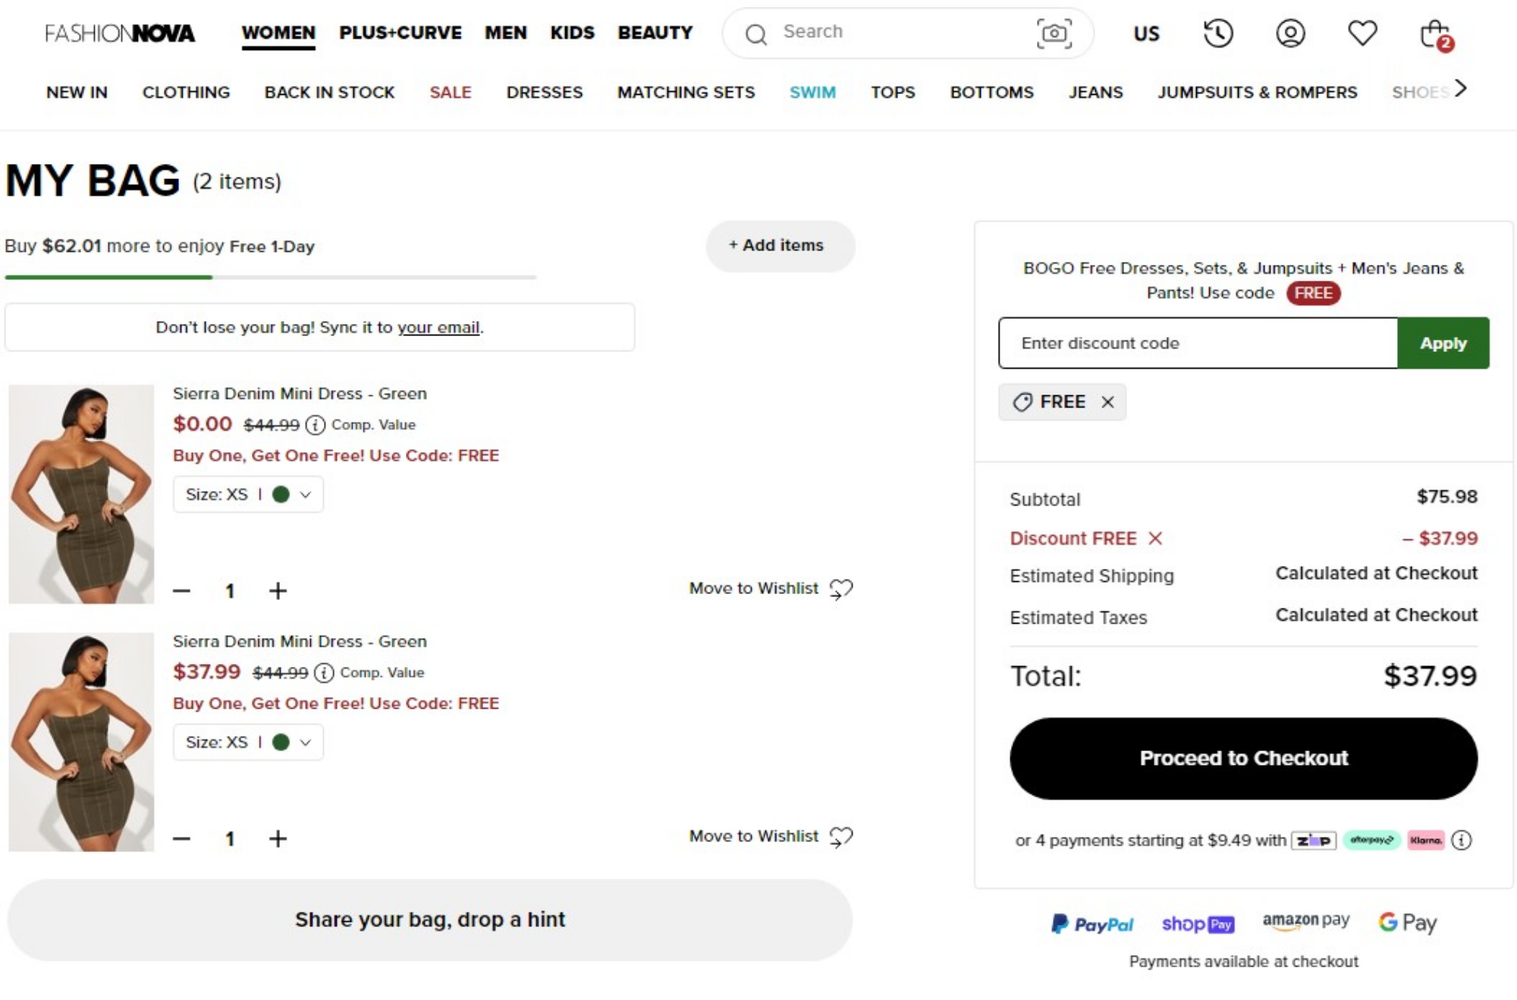 FASHIONNOVA
WOMEN PLUS+CURVE MEN KIDS BEAUTY Search US 2
NEW IN CLOTHING BACK IN STOCK SALE DRESSES MATCHING SETS SWIM TOPS BOTTOMS JEANS JUMPSUITS & ROMPERS SHOES
MY BAG (2 items)
Buy $62.01 more to enjoy Free 1-Day
+ Add items
Don't lose your bag! Sync it to your email.
Sierra Denim Mini Dress - Green
$0.00 $44.99 i Comp. Value
Buy One, Get One Free! Use Code: FREE
Size: XS |
− 1 +
Move to Wishlist
Sierra Denim Mini Dress - Green
$37.99 $44.99 i Comp. Value
Buy One, Get One Free! Use Code: FREE
Size: XS |
− 1 +
Move to Wishlist
Share your bag, drop a hint
BOGO Free Dresses, Sets, & Jumpsuits + Men's Jeans &
Pants! Use code FREE
Enter discount code Apply
FREE ×
Subtotal $75.98
Discount FREE × – $37.99
Estimated Shipping Calculated at Checkout
Estimated Taxes Calculated at Checkout
Total: $37.99
Proceed to Checkout
or 4 payments starting at $9.49 with Zip afterpay Klarna. i
PayPal shop Pay amazon pay G Pay
Payments available at checkout